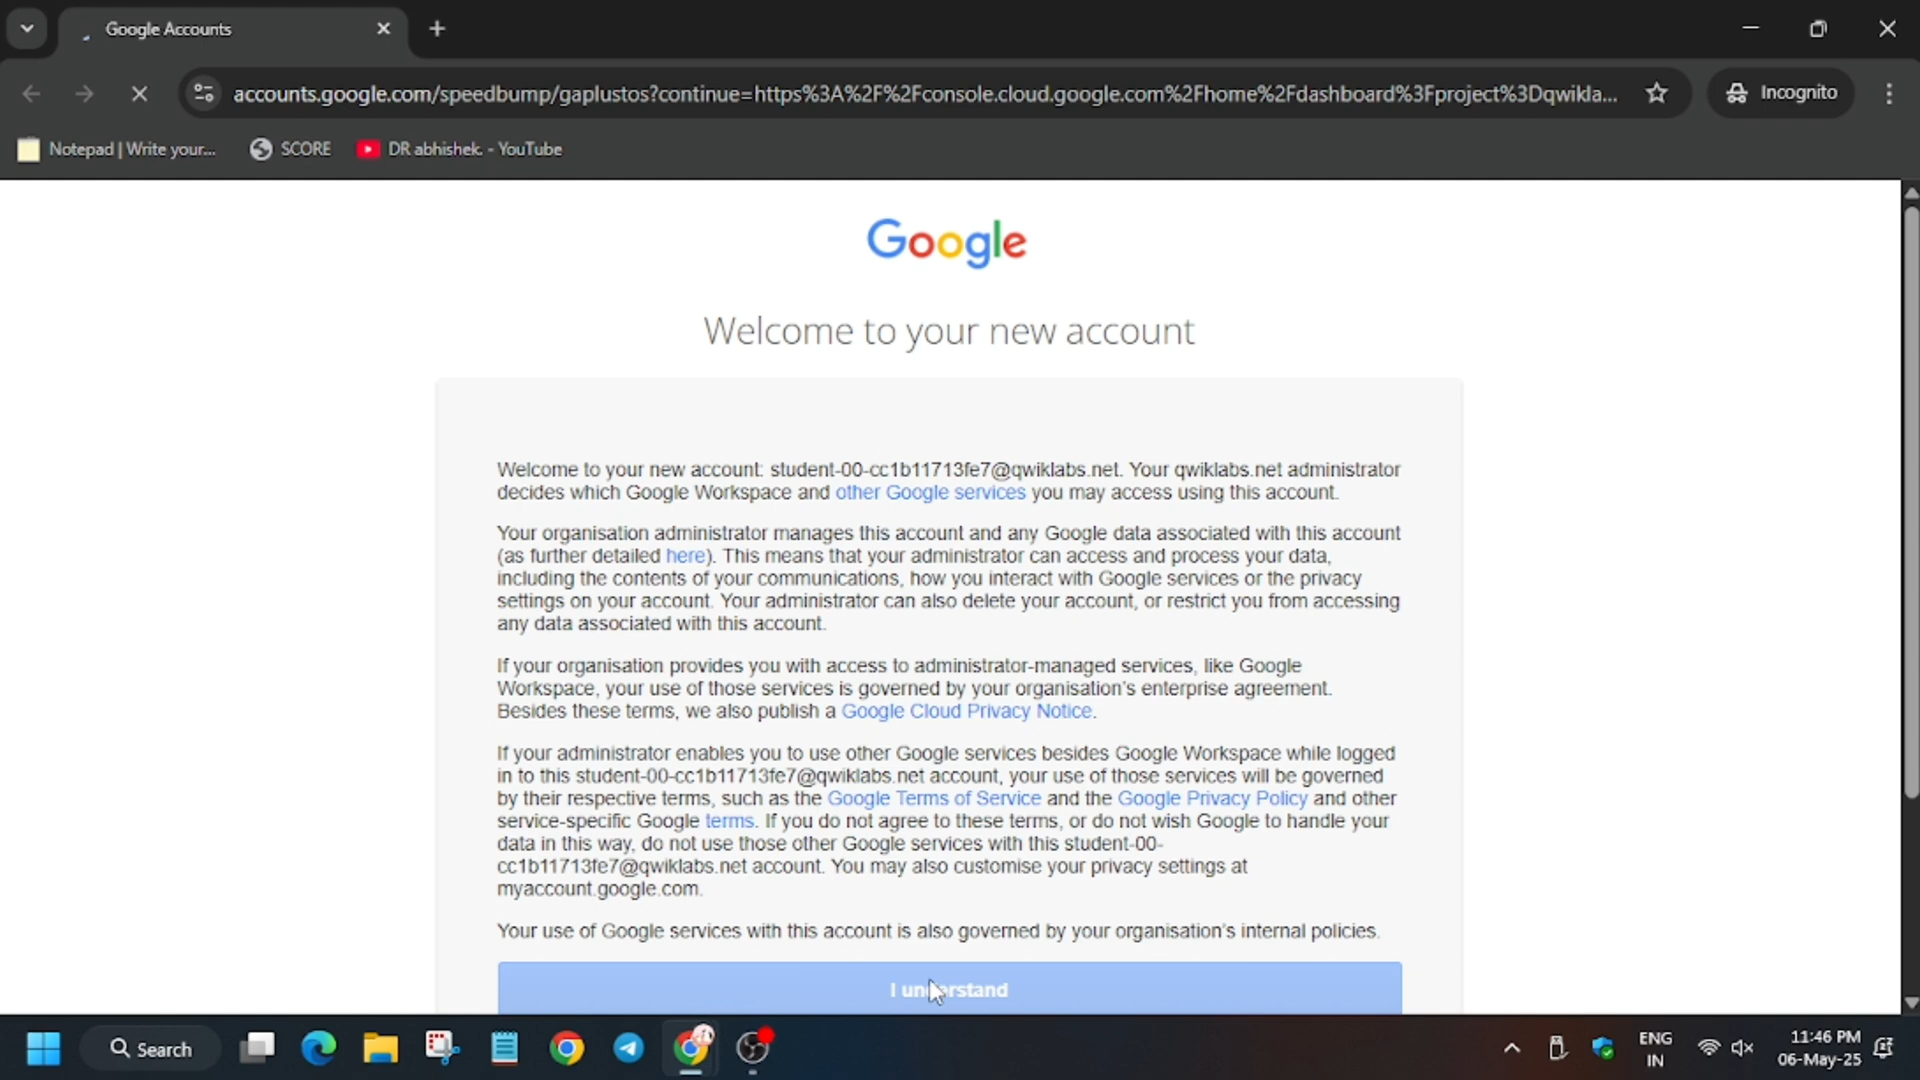 Google Accounts
accounts.google.com/speedbump/gaplustos?continue=https%3A%2F%2Fconsole.cloud.google.com%2Fhome%2Fdashboard%3Fproject%3Dqwikla...
Incognito
Notepad | Write your...
SCORE
DR abhishek. - YouTube
Google
Welcome to your new account
Welcome to your new account: student-00-cc1b11713fe7@qwiklabs.net. Your qwiklabs.net administrator
decides which Google Workspace and other Google services you may access using this account.
Your organisation administrator manages this account and any Google data associated with this account
(as further detailed here). This means that your administrator can access and process your data,
including the contents of your communications, how you interact with Google services or the privacy
settings on your account. Your administrator can also delete your account, or restrict you from accessing
any data associated with this account.
If your organisation provides you with access to administrator-managed services, like Google
Workspace, your use of those services is governed by your organisation's enterprise agreement.
Besides these terms, we also publish a Google Cloud Privacy Notice.
If your administrator enables you to use other Google services besides Google Workspace while logged
in to this student-00-cc1b11713fe7@qwiklabs.net account, your use of those services will be governed
by their respective terms, such as the Google Terms of Service and the Google Privacy Policy and other
service-specific Google terms. If you do not agree to these terms, or do not wish Google to handle your
data in this way, do not use those other Google services with this student-00-
cc1b11713fe7@qwiklabs.net account. You may also customise your privacy settings at
myaccount.google.com.
Your use of Google services with this account is also governed by your organisation's internal policies.
I understand
Search
ENG
IN
11:46 PM
06-May-25